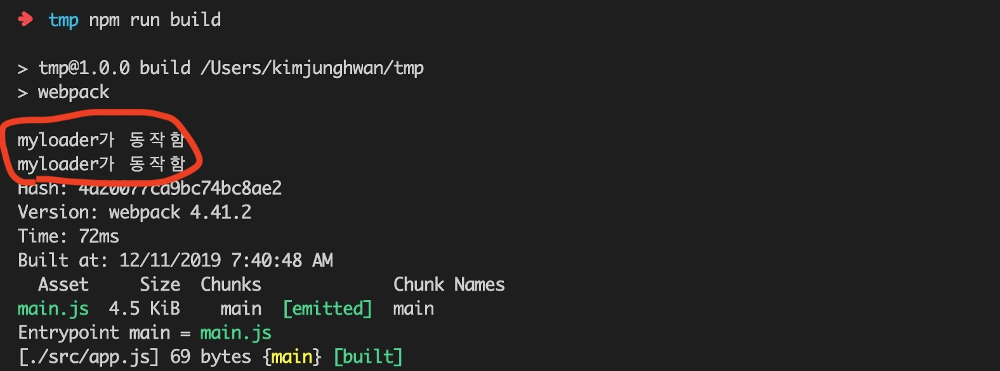 ➜ tmp npm run build
> tmp@1.0.0 build /Users/kimjunghwan/tmp
> webpack
myloader가 동작함
myloader가 동작함
Hash: 4d20077ca9bc74bc8ae2
Version: webpack 4.41.2
Time: 72ms
Built at: 12/11/2019 7:40:48 AM
Asset Size Chunks Chunk Names
main.js 4.5 KiB main [emitted] main
Entrypoint main = main.js
[./src/app.js] 69 bytes {main} [built]